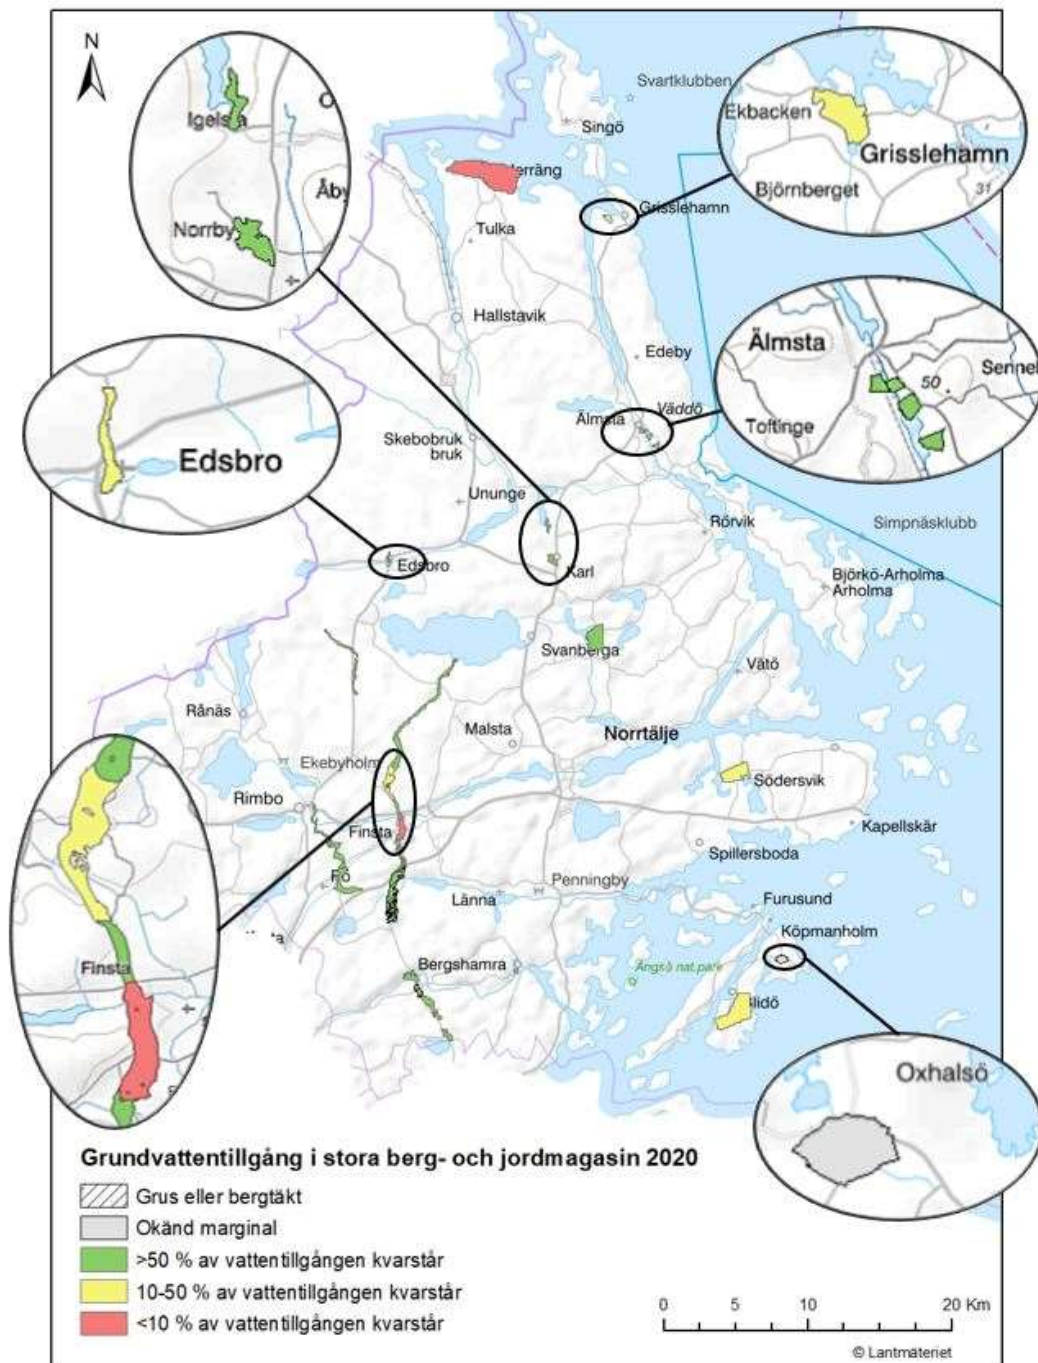 N
Svartklubben
Singö
Ekbacken
Grisslehamn
Björnberget
31
Igelsta
Åby
Norrby
Tulka
Grisslehamn
Hallstavik
Edeby
Älmsta
50
Toftinge
Väddö
Älmsta
Skebobruk
bruk
Edsbro
Ununge
Rörvik
Simpnäsklubb
Edsbro
Karl
Björkö-Arholma
Arholma
Svanberga
Vätö
Rånäs
Malsta
Norrtälje
Ekebyholm
Södersvik
Rimbo
Finsta
Kapellskär
Spillersboda
Penningby
Länna
Furusund
Köpmanholm
Finsta
Bergshamra
Ängsö nat.park
Blidö
Oxhalsö
Grundvattentillgång i stora berg- och jordmagasin 2020
Grus eller bergtäkt
Okänd marginal
>50 % av vattentillgången kvarstår
10-50 % av vattentillgången kvarstår
<10 % av vattentillgången kvarstår
0 5 10 20 Km
© Lantmäteriet